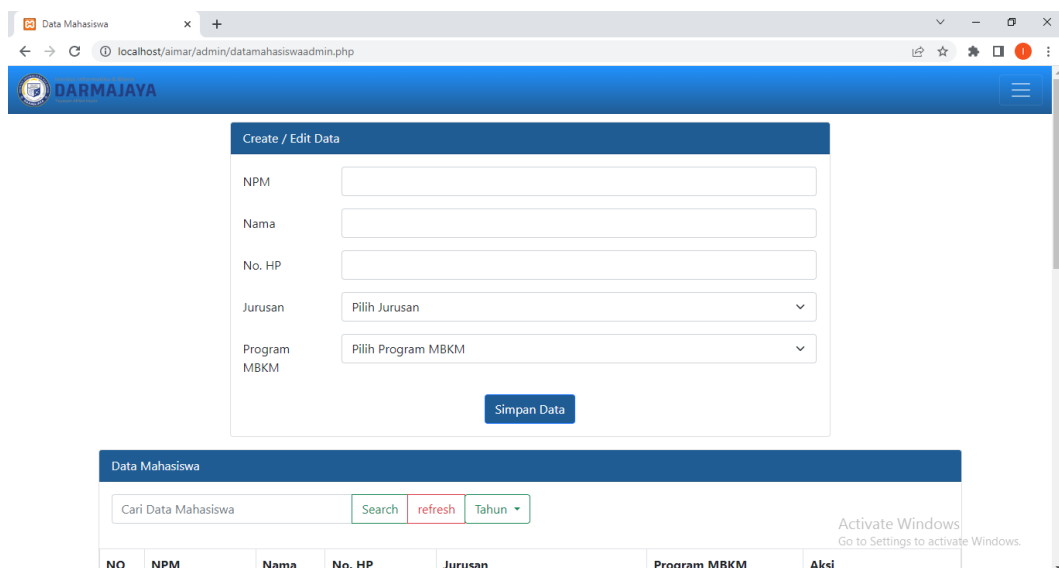 Data Mahasiswa
localhost/aimar/admin/datamahasiswaadmin.php
I
DARMAJAYA
Create / Edit Data
NPM
Nama
No. HP
Jurusan Pilih Jurusan
Program MBKM Pilih Program MBKM
Simpan Data
Data Mahasiswa
Cari Data Mahasiswa Search refresh Tahun
Activate Windows
Go to Settings to activate Windows.
NO NPM Nama No. HP Jurusan Program MBKM Aksi